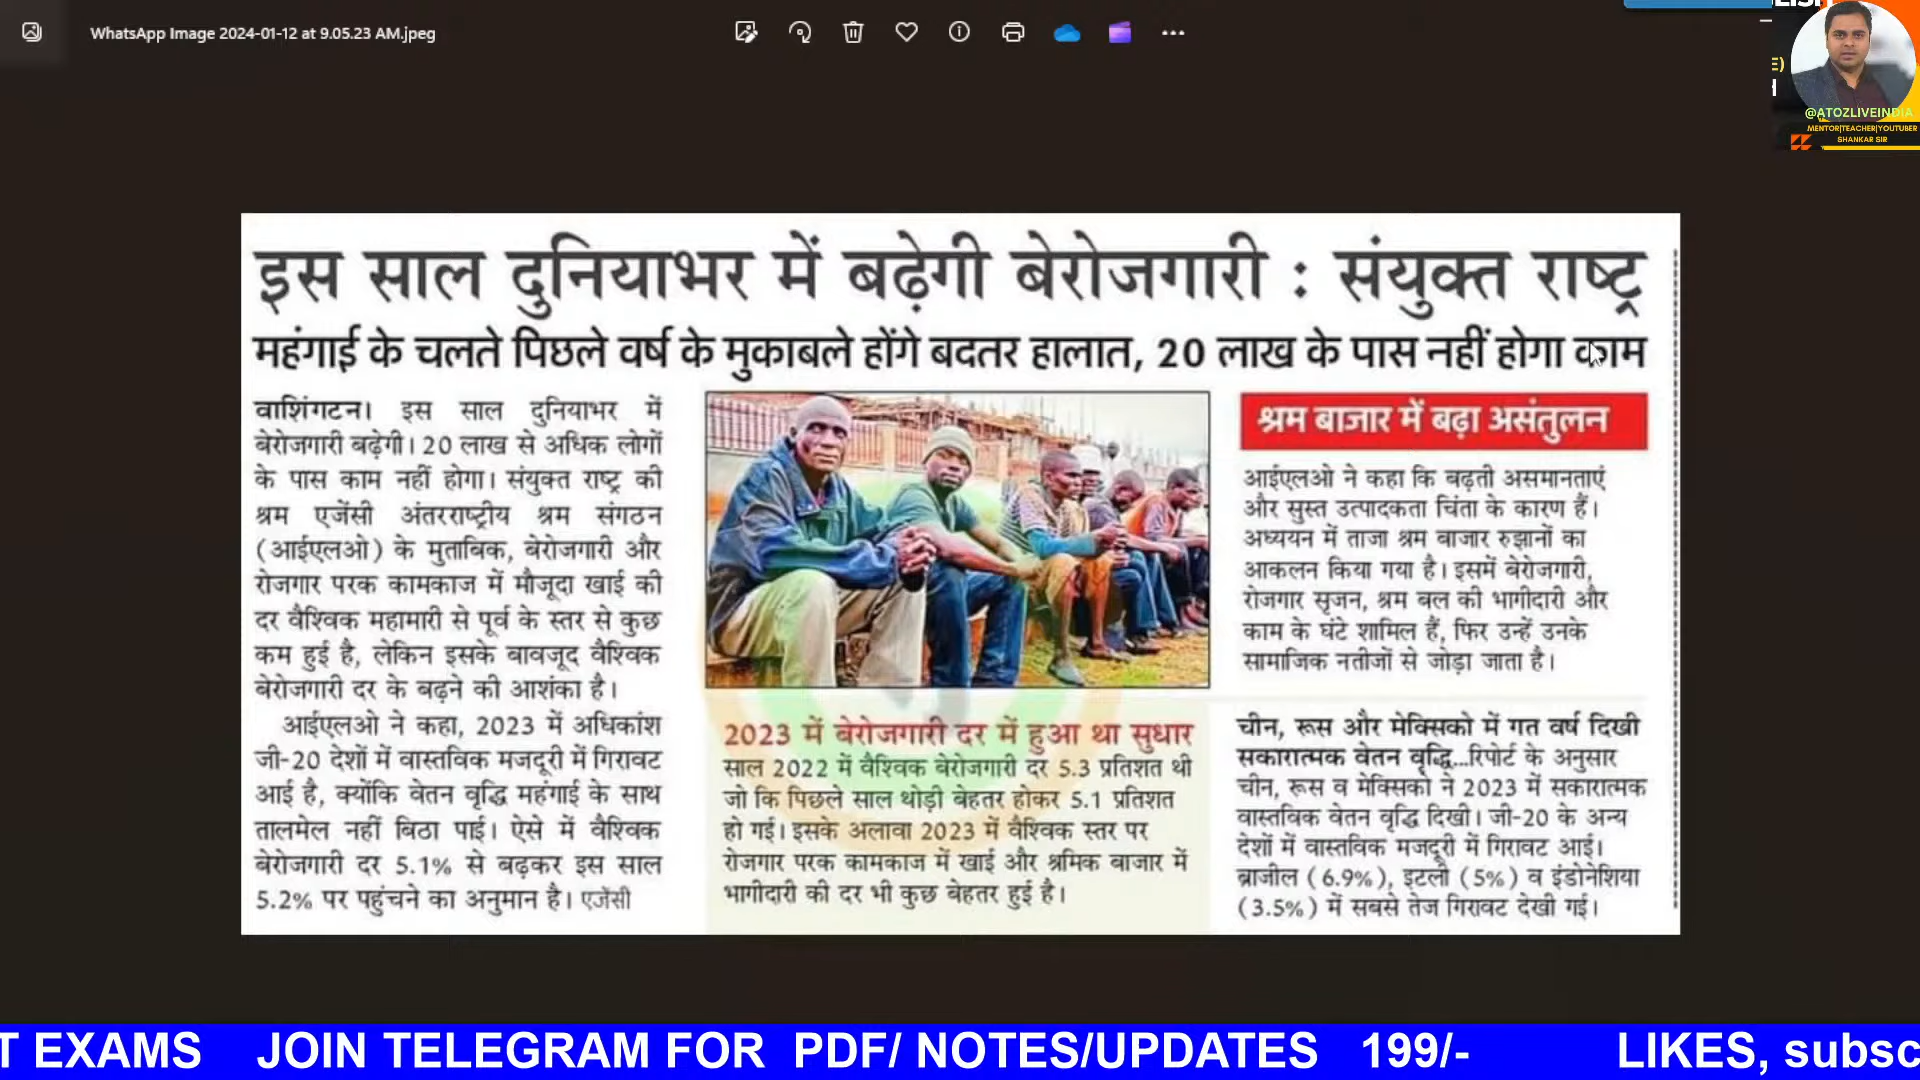 WhatsApp Image 2024-01-12 at 9.05.23 AM.jpeg
@ATOZLIVEINDIA
MENTOR|TEACHER|YOUTUBER
SHANKAR SIR
इस साल दुनियाभर में बढ़ेगी बेरोजगारी : संयुक्त राष्ट्र
महंगाई के चलते पिछले वर्ष के मुकाबले होंगे बदतर हालात, 20 लाख के पास नहीं होगा काम
वाशिंगटन। इस साल दुनियाभर में
बेरोजगारी बढ़ेगी। 20 लाख से अधिक लोगों
के पास काम नहीं होगा। संयुक्त राष्ट्र की
श्रम एजेंसी अंतरराष्ट्रीय श्रम संगठन
(आईएलओ) के मुताबिक, बेरोजगारी और
रोजगार परक कामकाज में मौजूदा खाई की
दर वैश्विक महामारी से पूर्व के स्तर से कुछ
कम हुई है, लेकिन इसके बावजूद वैश्विक
बेरोजगारी दर के बढ़ने की आशंका है।
आईएलओ ने कहा, 2023 में अधिकांश
जी-20 देशों में वास्तविक मजदूरी में गिरावट
आई है, क्योंकि वेतन वृद्धि महंगाई के साथ
तालमेल नहीं बिठा पाई। ऐसे में वैश्विक
बेरोजगारी दर 5.1% से बढ़कर इस साल
5.2% पर पहुंचने का अनुमान है। एजेंसी
2023 में बेरोजगारी दर में हुआ था सुधार
साल 2022 में वैश्विक बेरोजगारी दर 5.3 प्रतिशत थी
जो कि पिछले साल थोड़ी बेहतर होकर 5.1 प्रतिशत
हो गई। इसके अलावा 2023 में वैश्विक स्तर पर
रोजगार परक कामकाज में खाई और श्रमिक बाजार में
भागीदारी की दर भी कुछ बेहतर हुई है।
श्रम बाजार में बढ़ा असंतुलन
आईएलओ ने कहा कि बढ़ती असमानताएं
और सुस्त उत्पादकता चिंता के कारण हैं।
अध्ययन में ताजा श्रम बाजार रुझानों का
आकलन किया गया है। इसमें बेरोजगारी,
रोजगार सृजन, श्रम बल की भागीदारी और
काम के घंटे शामिल हैं, फिर उन्हें उनके
सामाजिक नतीजों से जोड़ा जाता है।
चीन, रूस और मेक्सिको में गत वर्ष दिखी
सकारात्मक वेतन वृद्धि...रिपोर्ट के अनुसार
चीन, रूस व मेक्सिको ने 2023 में सकारात्मक
वास्तविक वेतन वृद्धि दिखी। जी-20 के अन्य
देशों में वास्तविक मजदूरी में गिरावट आई।
ब्राजील (6.9%), इटली (5%) व इंडोनेशिया
(3.5%) में सबसे तेज गिरावट देखी गई।
T EXAMS JOIN TELEGRAM FOR PDF/ NOTES/UPDATES 199/- LIKES, subsc